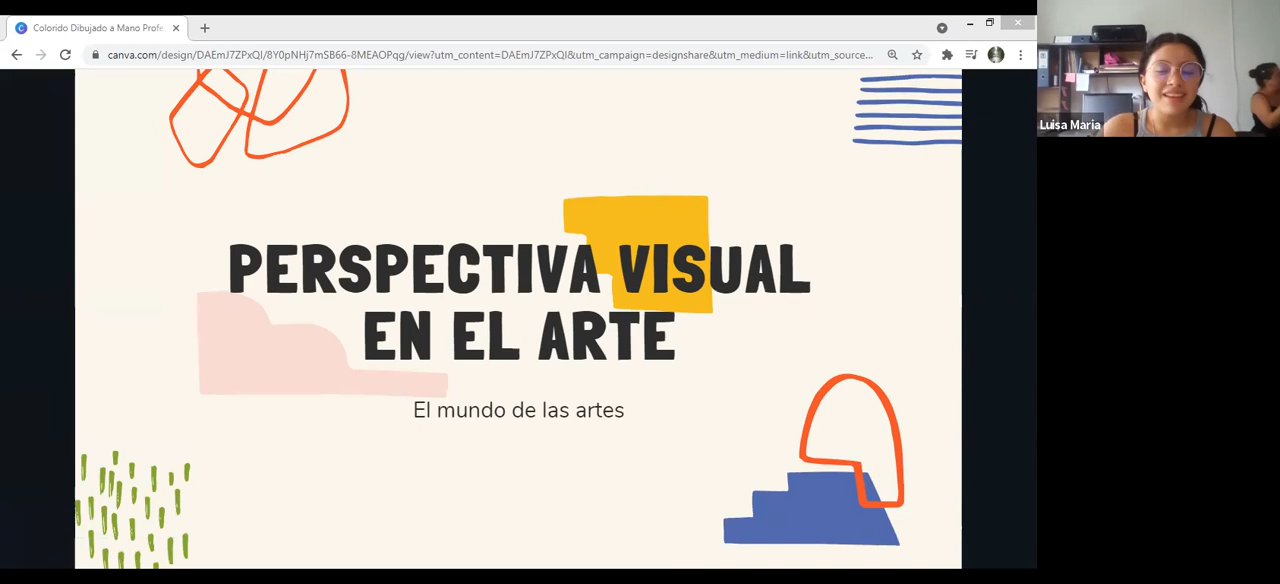 Colorido Dibujado a Mano Profe
canva.com/design/DAEmJ7ZPxQI/8Y0pNHj7mSB66-8MEAOPqg/view?utm_content=DAEmJ7ZPxQI&utm_campaign=designshare&utm_medium=link&utm_source...
Luisa Maria
PERSPECTIVA VISUAL
EN EL ARTE
El mundo de las artes